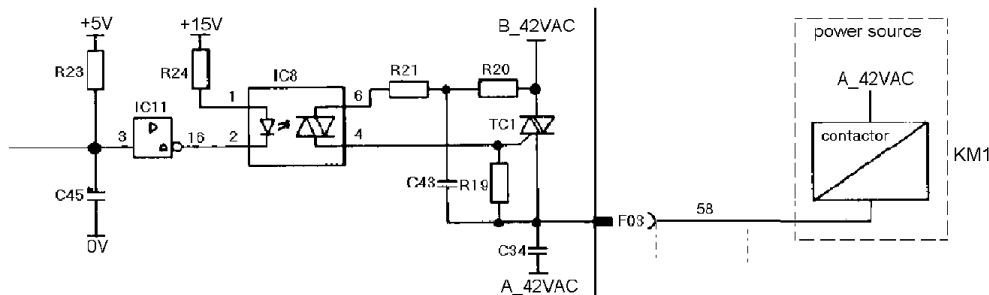 +5V
+15V
B_42VAC
power source
R23
R24
IC8
R21
R20
A_42VAC
IC11
1
6
TC1
3
16
2
4
contactor
KM1
C45
C43
R19
58
F03
0V
C34
A_42VAC